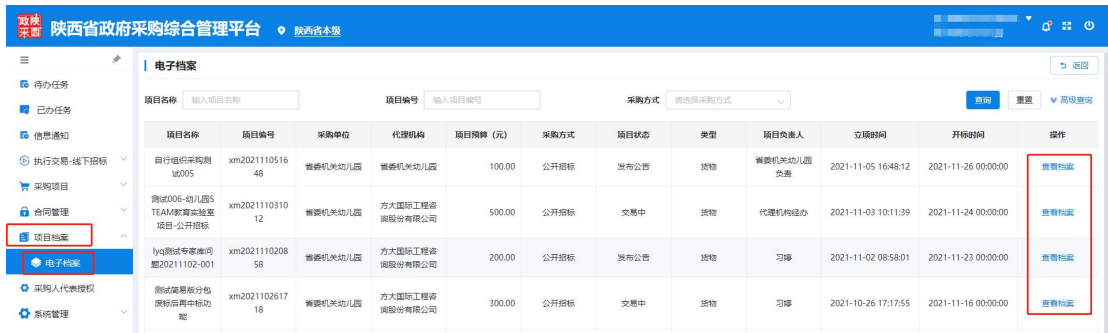 政陕
采西
陕西省政府采购综合管理平台 陕西省本级
电子档案 返回
待办任务
项目名称 输入项目名称 项目编号 输入项目编号 采购方式 请选择采购方式 查询 重置 高级查询
已办任务
信息通知
项目名称 项目编号 采购单位 代理机构 项目预算（元） 采购方式 项目状态 类型 项目负责人 立项时间 开标时间 操作
执行交易-线下招标
自行组织采购测
试005
xm2021110516
48
省委机关幼儿园 省委机关幼儿园 100.00 公开招标 发布公告 货物
省委机关幼儿园
负责
2021-11-05 16:48:12 2021-11-26 00:00:00 查看档案
采购项目
合同管理
测试006-幼儿园S
TEAM教育实验室
项目-公开招标
xm2021110310
12
省委机关幼儿园
方大国际工程咨
询股份有限公司
500.00 公开招标 交易中 货物 代理机构经办 2021-11-03 10:11:39 2021-11-24 00:00:00 查看档案
项目档案
电子档案
lyq测试专家库问
题20211102-001
xm2021110208
58
省委机关幼儿园
方大国际工程咨
询股份有限公司
200.00 公开招标 发布公告 货物 习婷 2021-11-02 08:58:01 2021-11-23 00:00:00 查看档案
采购人代表授权
系统管理
测试简易版分包
废标后再中标功
能
xm2021102617
18
省委机关幼儿园
方大国际工程咨
询股份有限公司
300.00 公开招标 交易中 货物 习婷 2021-10-26 17:17:55 2021-11-16 00:00:00 查看档案